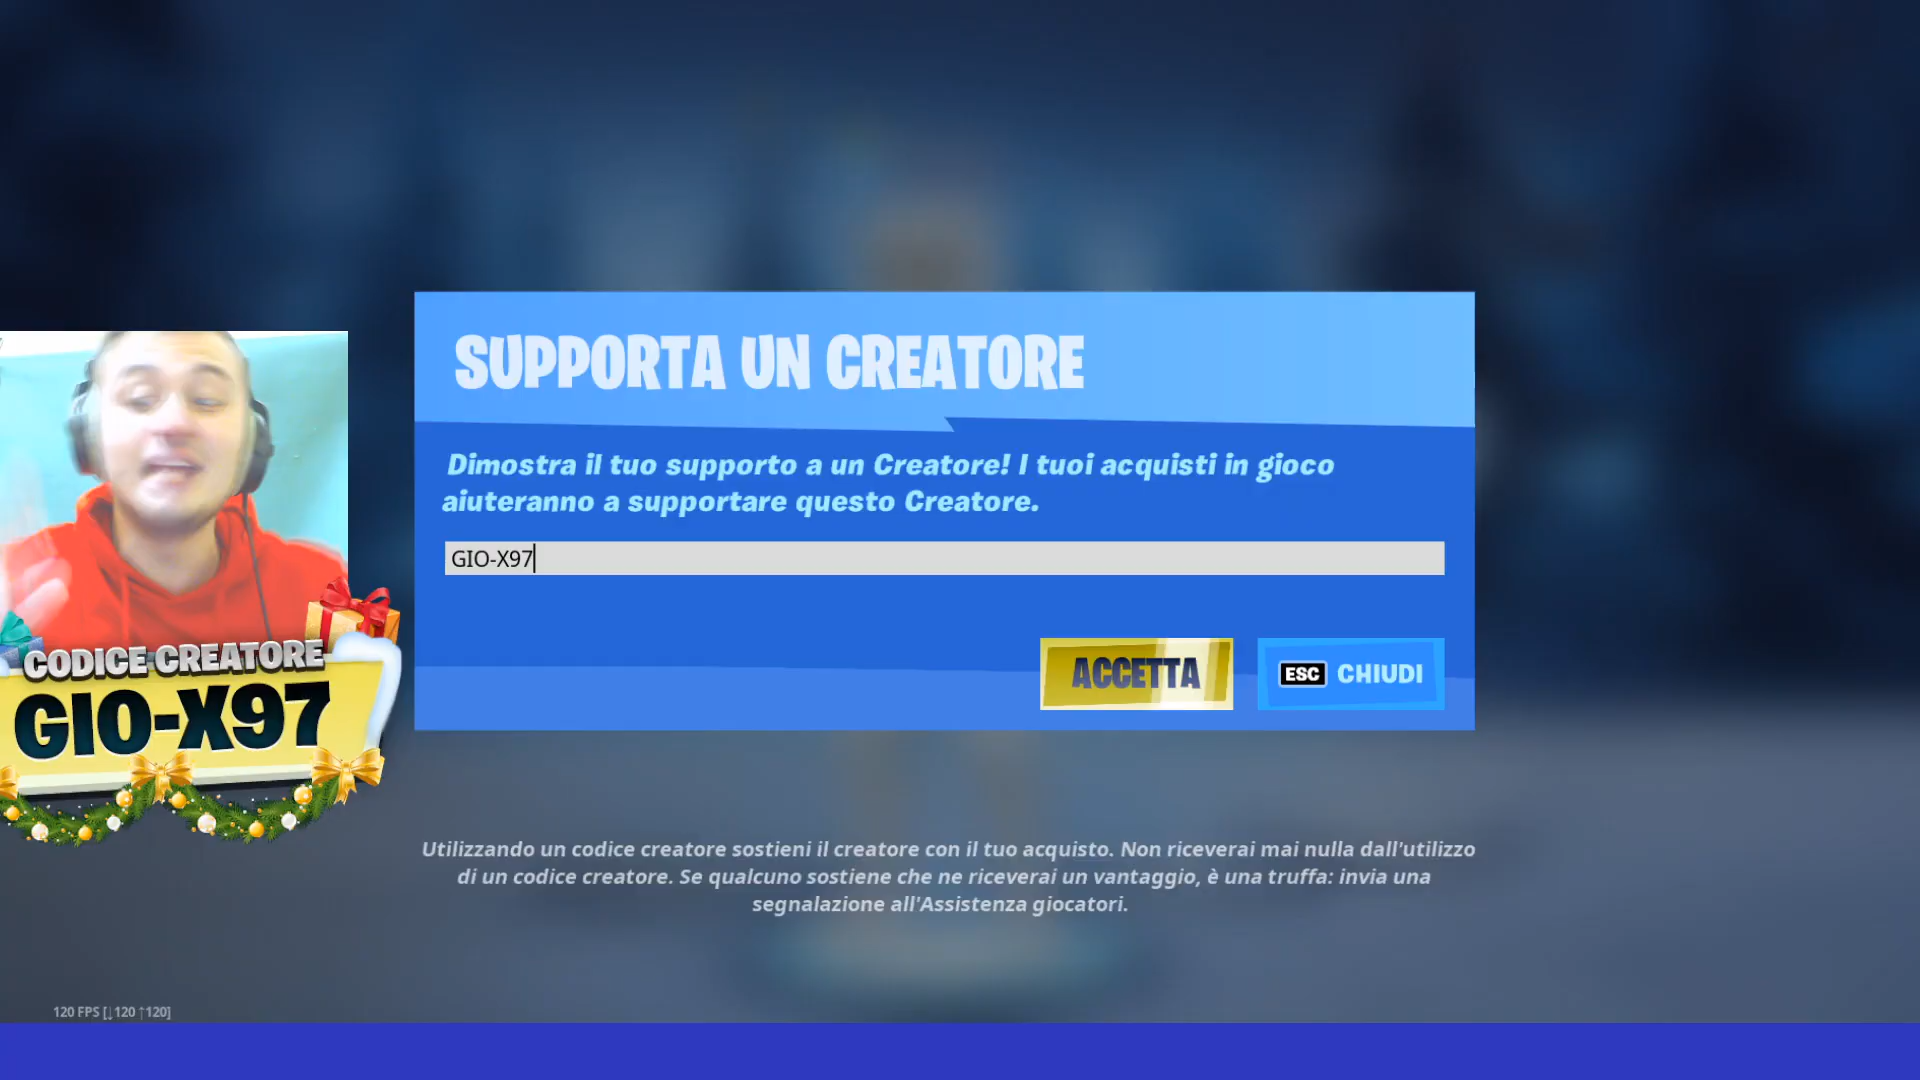 SUPPORTA UN CREATORE
Dimostra il tuo supporto a un Creatore! I tuoi acquisti in gioco
aiuteranno a supportare questo Creatore.
GIO-X97
ACCETTA
ESC CHIUDI
CODICE CREATORE
GIO-X97
Utilizzando un codice creatore sostieni il creatore con il tuo acquisto. Non riceverai mai nulla dall'utilizzo
di un codice creatore. Se qualcuno sostiene che ne riceverai un vantaggio, è una truffa: invia una
segnalazione all'Assistenza giocatori.
120 FPS [↓120 ↑120]